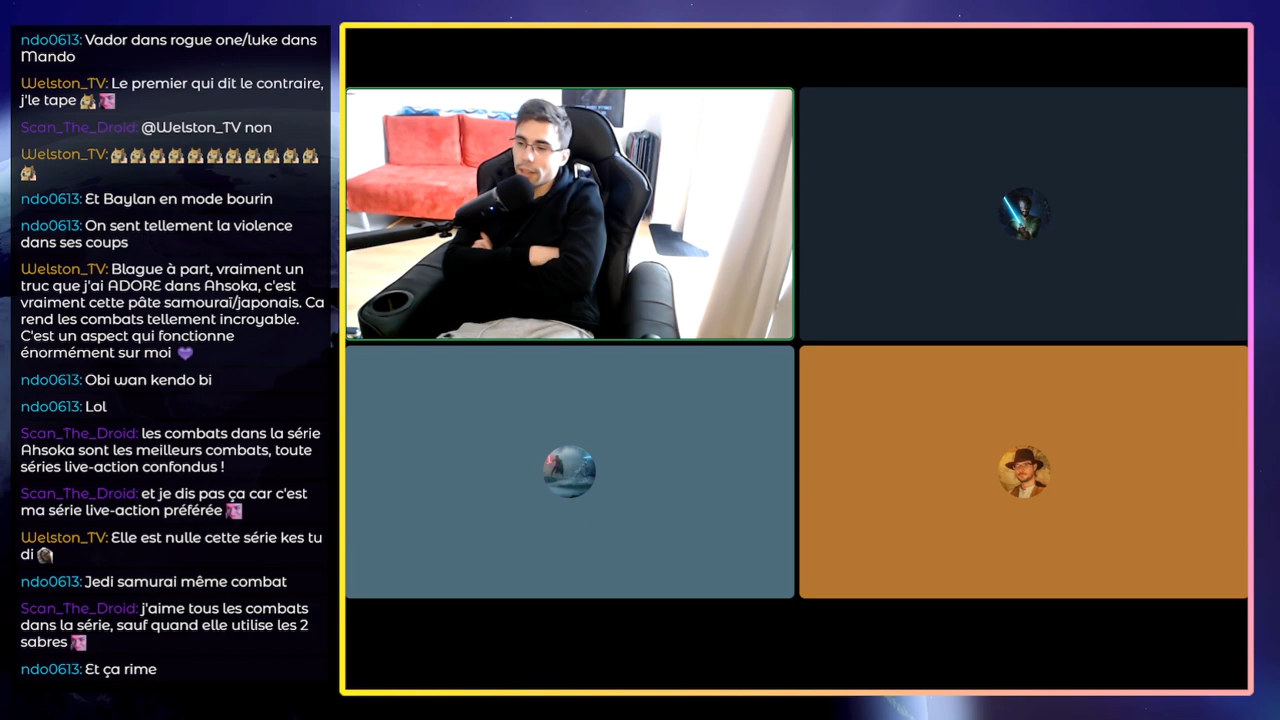 ndo0613: Vador dans rogue one/luke dans
Mando
Welston_TV: Le premier qui dit le contraire,
j'le tape
Scan_The_Droid: @Welston_TV non
Welston_TV:
ndo0613: Et Baylan en mode bourin
ndo0613: On sent tellement la violence
dans ses coups
Welston_TV: Blague à part, vraiment un
truc que j'ai ADORE dans Ahsoka, c'est
vraiment cette pâte samouraï/japonais. Ca
rend les combats tellement incroyable.
C'est un aspect qui fonctionne
énormément sur moi
ndo0613: Obi wan kendo bi
ndo0613: Lol
Scan_The_Droid: les combats dans la série
Ahsoka sont les meilleurs combats, toute
séries live-action confondus !
Scan_The_Droid: et je dis pas ça car c'est
ma série live-action préférée
Welston_TV: Elle est nulle cette série kes tu
di
ndo0613: Jedi samurai même combat
Scan_The_Droid: j'aime tous les combats
dans la série, sauf quand elle utilise les 2
sabres
ndo0613: Et ça rime